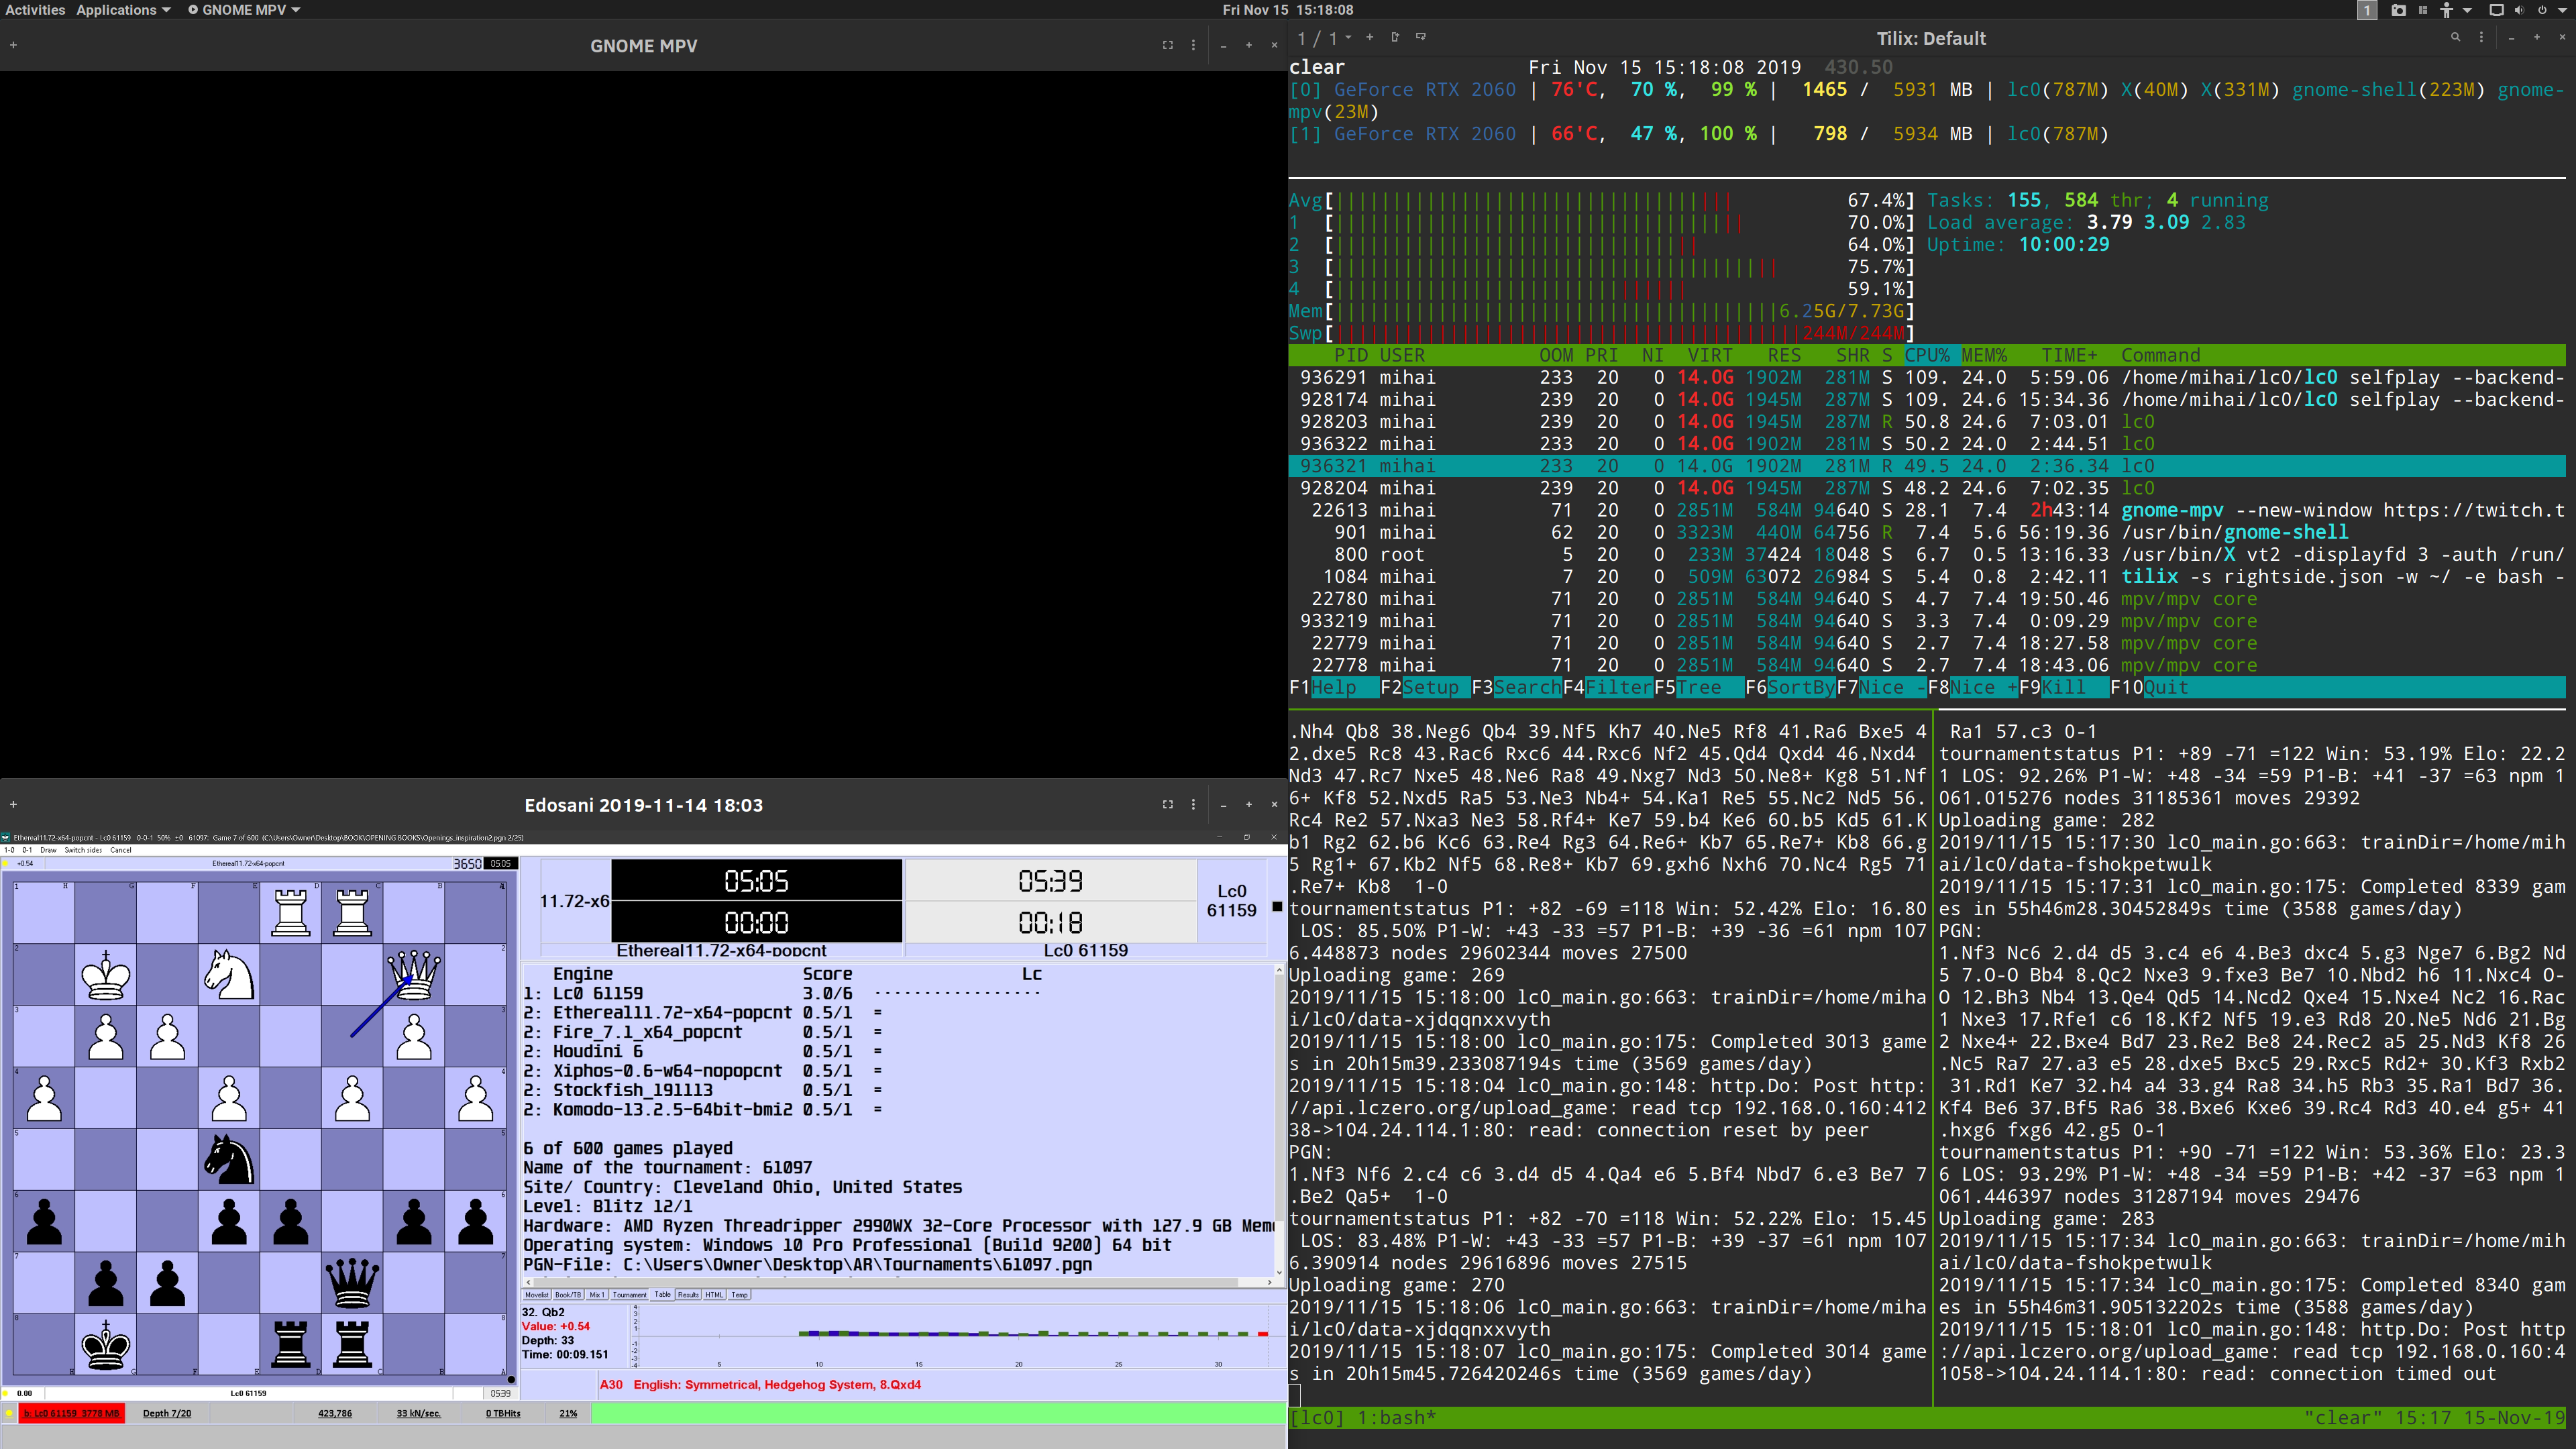 Activities Applications GNOME MPV Fri Nov 15 15:18:08 1
GNOME MPV
1 / 1 Tilix: Default
clear Fri Nov 15 15:18:08 2019 430.50
[0] GeForce RTX 2060 | 76'C, 70 %, 99 % | 1465 / 5931 MB | lc0(787M) X(40M) X(331M) gnome-shell(223M) gnome-
mpv(23M)
[1] GeForce RTX 2060 | 66'C, 47 %, 100 % | 798 / 5934 MB | lc0(787M)
Avg[ 67.4%] Tasks: 155, 584 thr; 4 running
1 [ 70.0%] Load average: 3.79 3.09 2.83
2 [ 64.0%] Uptime: 10:00:29
3 [ 75.7%]
4 [ 59.1%]
Mem[ 6.25G/7.73G]
Swp[ 244M/244M]
PID USER OOM PRI NI VIRT RES SHR S CPU% MEM% TIME+ Command
936291 mihai 233 20 0 14.0G 1902M 281M S 109. 24.0 5:59.06 /home/mihai/lc0/lc0 selfplay --backend-
928174 mihai 239 20 0 14.0G 1945M 287M S 109. 24.6 15:34.36 /home/mihai/lc0/lc0 selfplay --backend-
928203 mihai 239 20 0 14.0G 1945M 287M R 50.8 24.6 7:03.01 lc0
936322 mihai 233 20 0 14.0G 1902M 281M S 50.2 24.0 2:44.51 lc0
936321 mihai 233 20 0 14.0G 1902M 281M R 49.5 24.0 2:36.34 lc0
928204 mihai 239 20 0 14.0G 1945M 287M S 48.2 24.6 7:02.35 lc0
22613 mihai 71 20 0 2851M 584M 94640 S 28.1 7.4 2h43:14 gnome-mpv --new-window https://twitch.t
901 mihai 62 20 0 3323M 440M 64756 R 7.4 5.6 56:19.36 /usr/bin/gnome-shell
800 root 5 20 0 233M 37424 18048 S 6.7 0.5 13:16.33 /usr/bin/X vt2 -displayfd 3 -auth /run/
1084 mihai 7 20 0 509M 63072 26984 S 5.4 0.8 2:42.11 tilix -s rightside.json -w ~/ -e bash -
22780 mihai 71 20 0 2851M 584M 94640 S 4.7 7.4 19:50.46 mpv/mpv core
933219 mihai 71 20 0 2851M 584M 94640 S 3.3 7.4 0:09.29 mpv/mpv core
22779 mihai 71 20 0 2851M 584M 94640 S 2.7 7.4 18:27.58 mpv/mpv core
22778 mihai 71 20 0 2851M 584M 94640 S 2.7 7.4 18:43.06 mpv/mpv core
F1Help F2Setup F3SearchF4FilterF5Tree F6SortByF7Nice -F8Nice +F9Kill F10Quit
.Nh4 Qb8 38.Neg6 Qb4 39.Nf5 Kh7 40.Ne5 Rf8 41.Ra6 Bxe5 4
2.dxe5 Rc8 43.Rac6 Rxc6 44.Rxc6 Nf2 45.Qd4 Qxd4 46.Nxd4
Nd3 47.Rc7 Nxe5 48.Ne6 Ra8 49.Nxg7 Nd3 50.Ne8+ Kg8 51.Nf
6+ Kf8 52.Nxd5 Ra5 53.Ne3 Nb4+ 54.Ka1 Re5 55.Nc2 Nd5 56.
Rc4 Re2 57.Nxa3 Ne3 58.Rf4+ Ke7 59.b4 Ke6 60.b5 Kd5 61.K
b1 Rg2 62.b6 Kc6 63.Re4 Rg3 64.Re6+ Kb7 65.Re7+ Kb8 66.g
5 Rg1+ 67.Kb2 Nf5 68.Re8+ Kb7 69.gxh6 Nxh6 70.Nc4 Rg5 71
.Re7+ Kb8 1-0
tournamentstatus P1: +82 -69 =118 Win: 52.42% Elo: 16.80
LOS: 85.50% P1-W: +43 -33 =57 P1-B: +39 -36 =61 npm 107
6.448873 nodes 29602344 moves 27500
Uploading game: 269
2019/11/15 15:18:00 lc0_main.go:663: trainDir=/home/miha
i/lc0/data-xjdqqnxxvyth
2019/11/15 15:18:00 lc0_main.go:175: Completed 3013 game
s in 20h15m39.233087194s time (3569 games/day)
2019/11/15 15:18:04 lc0_main.go:148: http.Do: Post http:
//api.lczero.org/upload_game: read tcp 192.168.0.160:412
38->104.24.114.1:80: read: connection reset by peer
PGN:
1.Nf3 Nf6 2.c4 c6 3.d4 d5 4.Qa4 e6 5.Bf4 Nbd7 6.e3 Be7 7
.Be2 Qa5+ 1-0
tournamentstatus P1: +82 -70 =118 Win: 52.22% Elo: 15.45
LOS: 83.48% P1-W: +43 -33 =57 P1-B: +39 -37 =61 npm 107
6.390914 nodes 29616896 moves 27515
Uploading game: 270
2019/11/15 15:18:06 lc0_main.go:663: trainDir=/home/miha
i/lc0/data-xjdqqnxxvyth
2019/11/15 15:18:07 lc0_main.go:175: Completed 3014 game
s in 20h15m45.726420246s time (3569 games/day)
Ra1 57.c3 0-1
tournamentstatus P1: +89 -71 =122 Win: 53.19% Elo: 22.2
1 LOS: 92.26% P1-W: +48 -34 =59 P1-B: +41 -37 =63 npm 1
061.015276 nodes 31185361 moves 29392
Uploading game: 282
2019/11/15 15:17:30 lc0_main.go:663: trainDir=/home/mih
ai/lc0/data-fshokpetwulk
2019/11/15 15:17:31 lc0_main.go:175: Completed 8339 gam
es in 55h46m28.30452849s time (3588 games/day)
PGN:
1.Nf3 Nc6 2.d4 d5 3.c4 e6 4.Be3 dxc4 5.g3 Nge7 6.Bg2 Nd
5 7.O-O Bb4 8.Qc2 Nxe3 9.fxe3 Be7 10.Nbd2 h6 11.Nxc4 O-
O 12.Bh3 Nb4 13.Qe4 Qd5 14.Ncd2 Qxe4 15.Nxe4 Nc2 16.Rac
1 Nxe3 17.Rfe1 c6 18.Kf2 Nf5 19.e3 Rd8 20.Ne5 Nd6 21.Bg
2 Nxe4+ 22.Bxe4 Bd7 23.Re2 Be8 24.Rec2 a5 25.Nd3 Kf8 26
.Nc5 Ra7 27.a3 e5 28.dxe5 Bxc5 29.Rxc5 Rd2+ 30.Kf3 Rxb2
31.Rd1 Ke7 32.h4 a4 33.g4 Ra8 34.h5 Rb3 35.Ra1 Bd7 36.
Kf4 Be6 37.Bf5 Ra6 38.Bxe6 Kxe6 39.Rc4 Rd3 40.e4 g5+ 41
.hxg6 fxg6 42.g5 0-1
tournamentstatus P1: +90 -71 =122 Win: 53.36% Elo: 23.3
6 LOS: 93.29% P1-W: +48 -34 =59 P1-B: +42 -37 =63 npm 1
061.446397 nodes 31287194 moves 29476
Uploading game: 283
2019/11/15 15:17:34 lc0_main.go:663: trainDir=/home/mih
ai/lc0/data-fshokpetwulk
2019/11/15 15:17:34 lc0_main.go:175: Completed 8340 gam
es in 55h46m31.905132202s time (3588 games/day)
2019/11/15 15:18:01 lc0_main.go:148: http.Do: Post http
://api.lczero.org/upload_game: read tcp 192.168.0.160:4
1058->104.24.114.1:80: read: connection timed out
[lc0] 1:bash* "clear" 15:17 15-Nov-19
Edosani 2019-11-14 18:03
Ethereal11.72-x64-popcnt - Lc0 61159 0-0-1 50% ±0 61097: Game 7 of 600 (C:\Users\Owner\Desktop\BOOK\OPENING BOOKS\Openings_inspiration2.pgn 2/25)
1-0 0-1 Draw Switch sides Cancel
+0.54 Ethereal11.72-x64-popcnt 3650 05:05
11.72-x6 05:05 05:39 Lc0
00:00 00:18 61159
Ethereal11.72-x64-popcnt Lc0 61159
Engine Score Lc
1: Lc0 61159 3.0/6 · · · · · · · · · · · · · · · · ·
2: Ethereal11.72-x64-popcnt 0.5/1 =
2: Fire_7.1_x64_popcnt 0.5/1 =
2: Houdini 6 0.5/1 =
2: Xiphos-0.6-w64-nopopcnt 0.5/1 =
2: Stockfish_191113 0.5/1 =
2: Komodo-13.2.5-64bit-bmi2 0.5/1 =
6 of 600 games played
Name of the tournament: 61097
Site/ Country: Cleveland Ohio, United States
Level: Blitz 12/1
Hardware: AMD Ryzen Threadripper 2990WX 32-Core Processor with 127.9 GB Mem
Operating system: Windows 10 Pro Professional (Build 9200) 64 bit
PGN-File: C:\Users\Owner\Desktop\AR\Tournaments\61097.pgn
Movelist Book/TB Mix 1 Tournament Table Results HTML Temp
32. Qb2
Value: +0.54
Depth: 33
Time: 00:09.151
5 10 15 20 25 30
A30 English: Symmetrical, Hedgehog System, 8.Qxd4
0.00 Lc0 61159 05:39
b: Lc0 61159 3778 MB Depth 7/20 423,786 33 kN/sec. 0 TBHits 21%